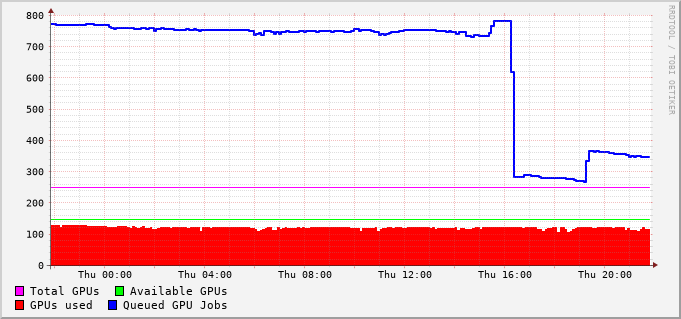 800
700
600
500
400
300
200
100
0
Thu 00:00 Thu 04:00 Thu 08:00 Thu 12:00 Thu 16:00 Thu 20:00
Total GPUs Available GPUs
GPUs used Queued GPU Jobs
RRDTOOL / TOBI OETIKER